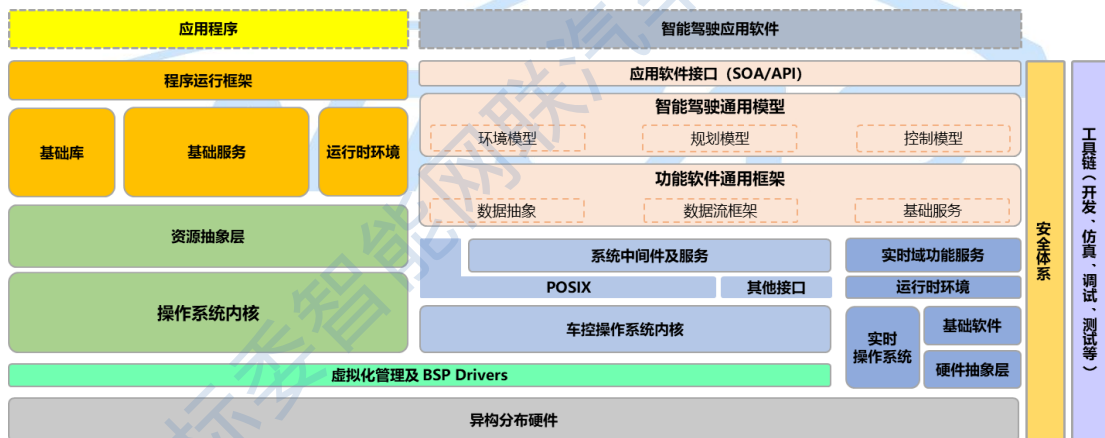 应用程序
智能驾驶应用软件
程序运行框架
应用软件接口（SOA/API）
智能驾驶通用模型
环境模型
规划模型
控制模型
基础库
基础服务
运行时环境
功能软件通用框架
数据抽象
数据流框架
基础服务
资源抽象层
系统中间件及服务
实时域功能服务
POSIX
其他接口
运行时环境
操作系统内核
车控操作系统内核
实时
操作系统
基础软件
硬件抽象层
虚拟化管理及 BSP Drivers
异构分布硬件
安全体系
工具链（开发、仿真、调试、测试等）
标委智能网联汽